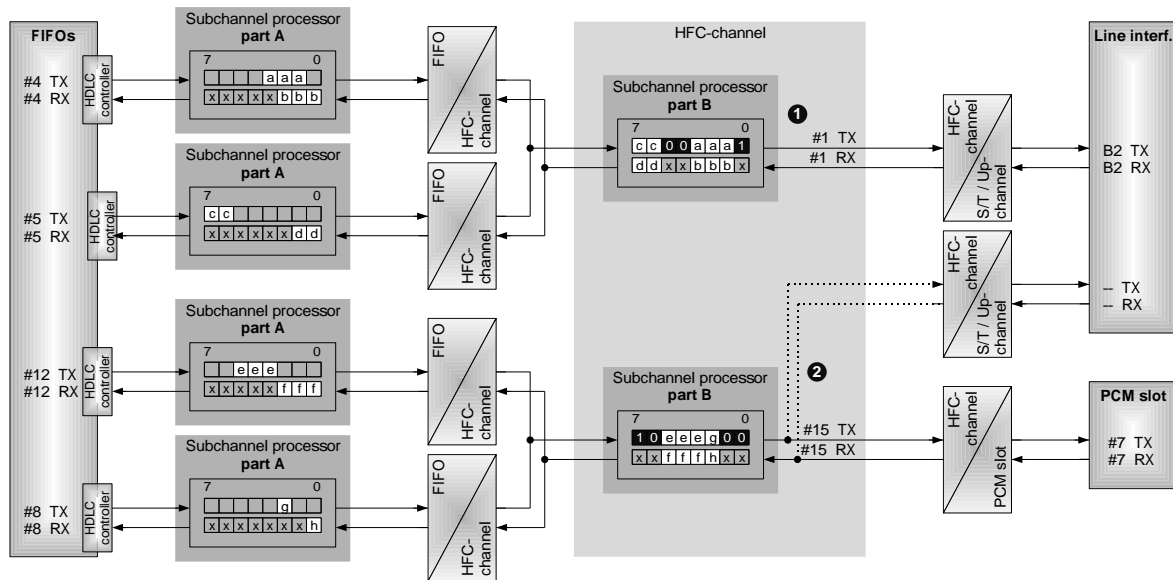 FIFOs
#4 TX
#4 RX
#5 TX
#5 RX
#12 TX
#12 RX
#8 TX
#8 RX
HDLC
controller
Subchannel processor
part A
7 0
a a a
x x x x x b b b
FIFO
HFC-
channel
HDLC
controller
Subchannel processor
part A
7 0
c c
x x x x x x d d
FIFO
HFC-
channel
HDLC
controller
Subchannel processor
part A
7 0
e e e
x x x x x f f f
FIFO
HFC-
channel
HDLC
controller
Subchannel processor
part A
7 0
g
x x x x x x x h
FIFO
HFC-
channel
HFC-channel
Subchannel processor
part B
7 0
c c 0 0 a a a 1
d d x x b b b x
1
#1 TX
#1 RX
Subchannel processor
part B
7 0
1 0 e e e g 0 0
x x f f f h x x
2
#15 TX
#15 RX
HFC-
channel
S/T / Up-
channel
HFC-
channel
S/T / Up-
channel
HFC-
channel
PCM slot
Line interf.
B2 TX
B2 RX
-- TX
-- RX
PCM slot
#7 TX
#7 RX